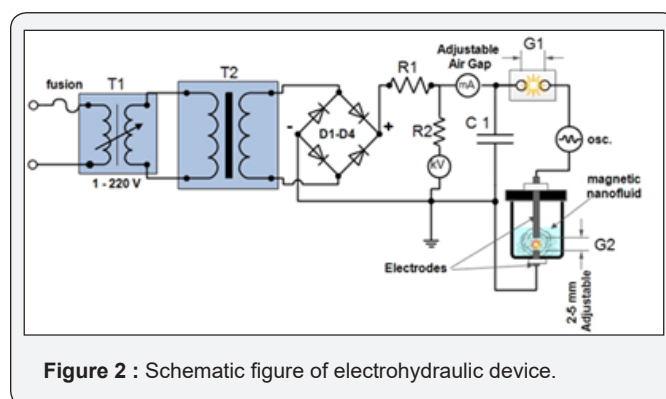 fusion
T1
T2
R1
Adjustable
Air Gap
G1
mA
- D1-D4 +
R2
C 1
osc.
kV
1 - 220 V
magnetic
nanofluid
G2
Electrodes
2-5 mm
Adjustable
Figure 2 : Schematic figure of electrohydraulic device.